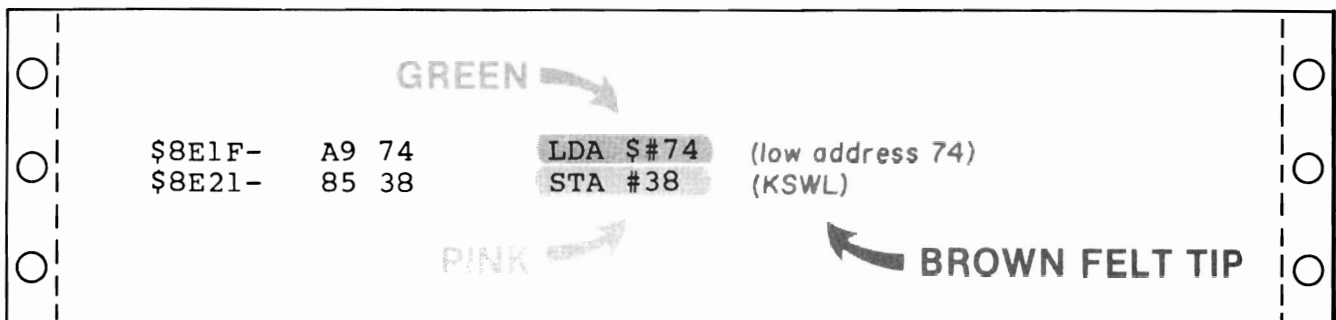 GREEN
$8E1F- A9 74 LDA $#74 (low address 74)
$8E21- 85 38 STA #38 (KSWL)
PINK
BROWN FELT TIP